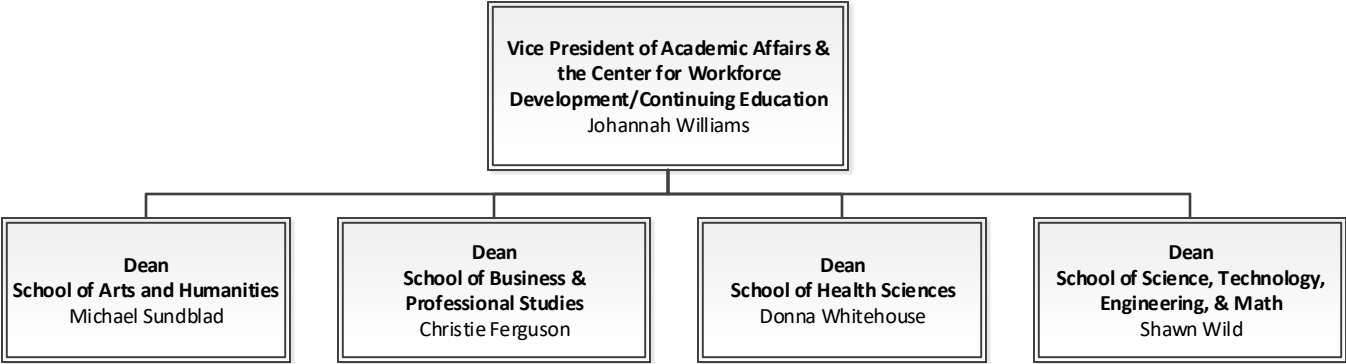 Vice President of Academic Affairs &
the Center for Workforce
Development/Continuing Education
Johannah Williams
Dean
School of Arts and Humanities
Michael Sundblad
Dean
School of Business &
Professional Studies
Christie Ferguson
Dean
School of Health Sciences
Donna Whitehouse
Dean
School of Science, Technology,
Engineering, & Math
Shawn Wild